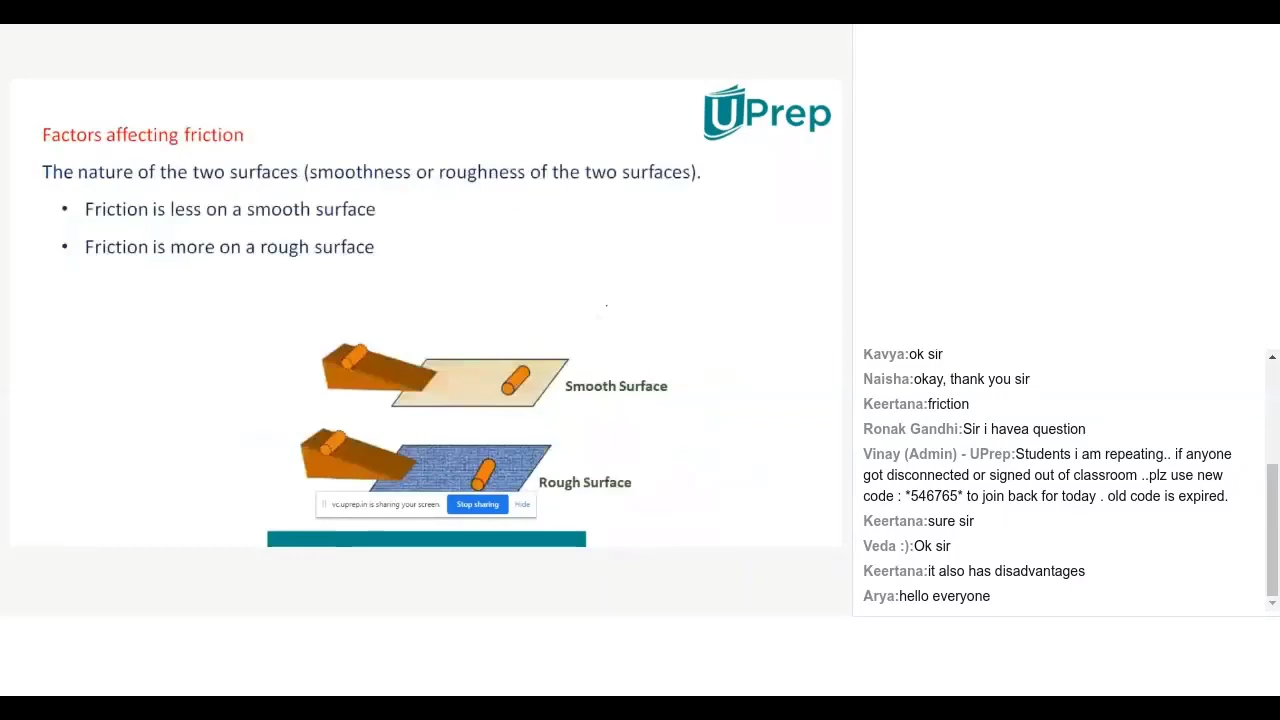 UPrep
Factors affecting friction
The nature of the two surfaces (smoothness or roughness of the two surfaces).
• Friction is less on a smooth surface
• Friction is more on a rough surface
Smooth Surface
Rough Surface
vc.uprep.in is sharing your screen. Stop sharing Hide
Kavya:ok sir
Naisha:okay, thank you sir
Keertana:friction
Ronak Gandhi:Sir i havea question
Vinay (Admin) - UPrep:Students i am repeating.. if anyone
got disconnected or signed out of classroom ..plz use new
code : *546765* to join back for today . old code is expired.
Keertana:sure sir
Veda :):Ok sir
Keertana:it also has disadvantages
Arya:hello everyone